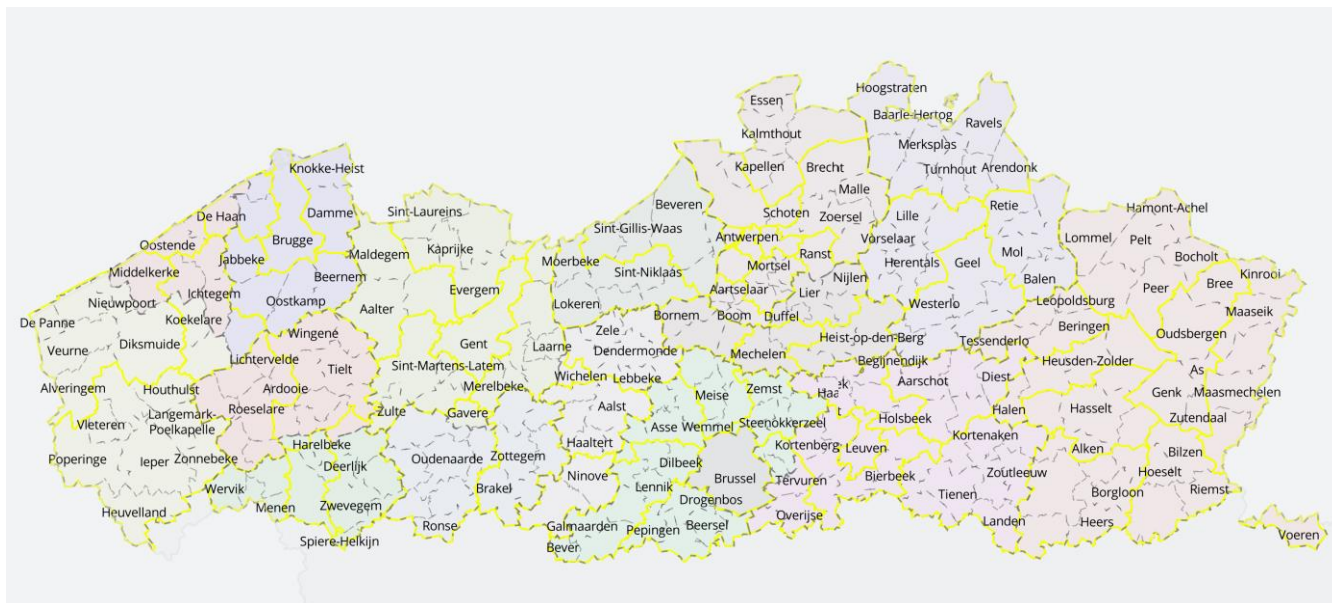 Hoogstraten
Essen
Baarle-Hertog
Ravels
Kalmthout
Merksplas
Kapellen
Brecht
Turnhout
Arendonk
Knokke-Heist
Malle
Beveren
Retie
De Haan
Damme
Sint-Laureins
Schoten
Zoersel
Lille
Hamont-Achel
Sint-Gillis-Waas
Antwerpen
Vorselaar
Lommel
Pelt
Oostende
Brugge
Kaprijke
Maldegem
Ranst
Mol
Bocholt
Jabbeke
Moerbeke
Mortsel
Herentals
Geel
Middelkerke
Beernem
Sint-Niklaas
Nijlen
Balen
Kinrooi
Bree
Ichtegem
Evergem
Aartselaar
Lier
Peer
Nieuwpoort
Oostkamp
Lokeren
Westerlo
Leopoldsburg
Aalter
Maaseik
De Panne
Koekelare
Bornem
Boom
Duffel
Beringen
Wingene
Zele
Oudsbergen
Veurne
Diksmuide
Gent
Laarne
Dendermonde
Mechelen
Heist-op-den-Berg
Tessenderlo
Lichtervelde
Begijnendijk
Heusden-Zolder
Tielt
Sint-Martens-Latem
Wichelen
Lebbeke
As
Aarschot
Diest
Alveringem
Houthulst
Ardooie
Merelbeke
Zemst
Meise
Genk
Maasmechelen
Roeselare
Zulte
Gavere
Aalst
Halen
Hasselt
Langemark-
Poelkapelle
Vleteren
Holsbeek
Zutendaal
Asse
Wemmel
Steenokkerzeel
Harelbeke
Haaltert
Kortenberg
Leuven
Kortenaken
Alken
Bilzen
Zottegem
Oudenaarde
Poperinge
Ieper
Zonnebeke
Deerlijk
Dilbeek
Hoeselt
Ninove
Brussel
Tervuren
Bierbeek
Zoutleeuw
Wervik
Brakel
Lennik
Tienen
Borgloon
Riemst
Drogenbos
Heuvelland
Menen
Zwevegem
Overijse
Ronse
Galmaarden
Pepingen
Beersel
Landen
Heers
Spiere-Helkijn
Bever
Voeren